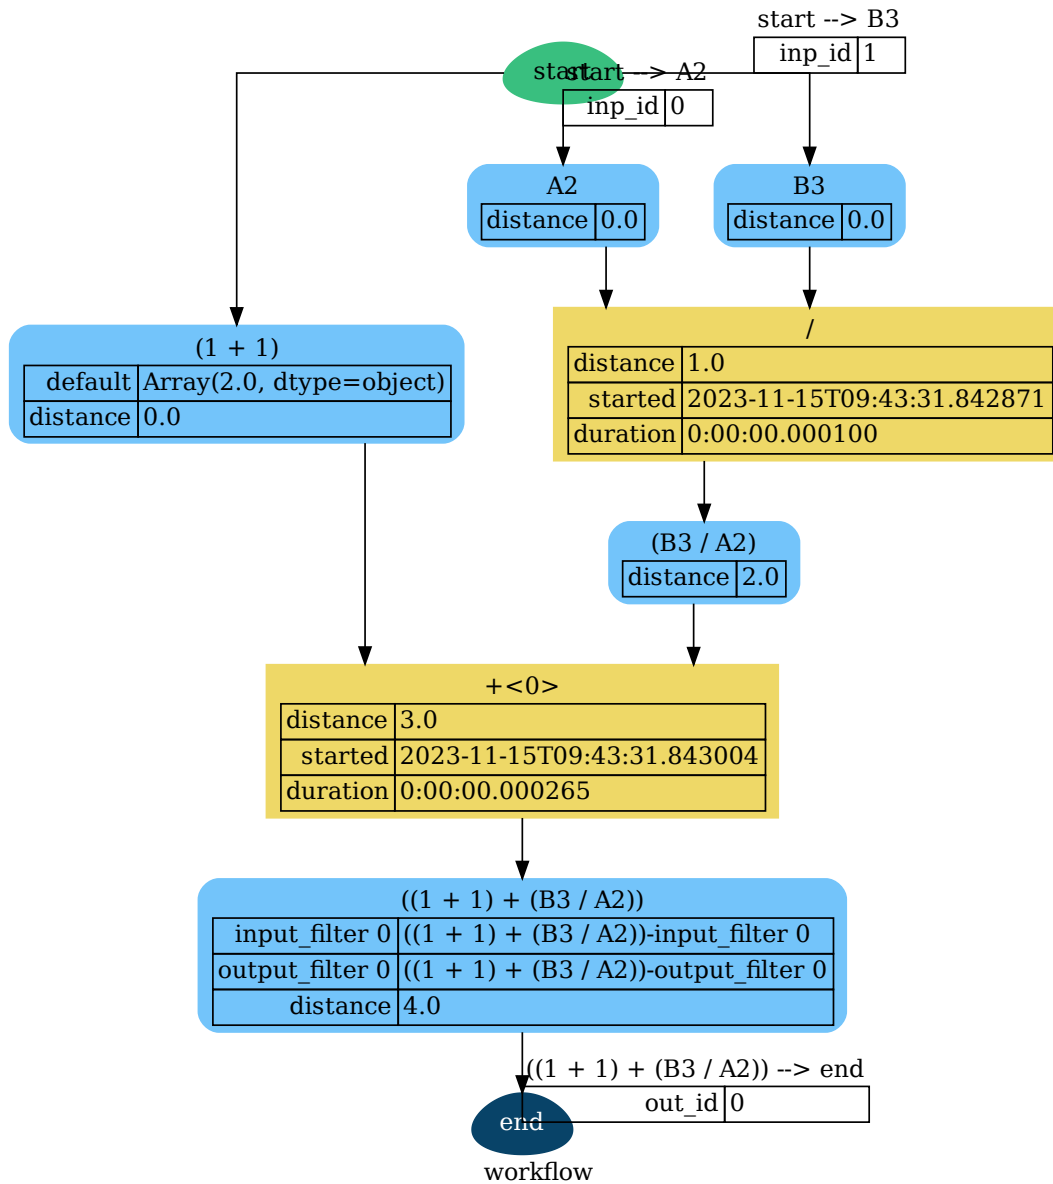 start --> B3
inp_id 1
start
start --> A2
inp_id 0
A2
distance 0.0
B3
distance 0.0
(1 + 1)
default Array(2.0, dtype=object)
distance 0.0
/
distance 1.0
started 2023-11-15T09:43:31.842871
duration 0:00:00.000100
(B3 / A2)
distance 2.0
+<0>
distance 3.0
started 2023-11-15T09:43:31.843004
duration 0:00:00.000265
((1 + 1) + (B3 / A2))
input_filter 0 ((1 + 1) + (B3 / A2))-input_filter 0
output_filter 0 ((1 + 1) + (B3 / A2))-output_filter 0
distance 4.0
((1 + 1) + (B3 / A2)) --> end
out_id 0
end
workflow